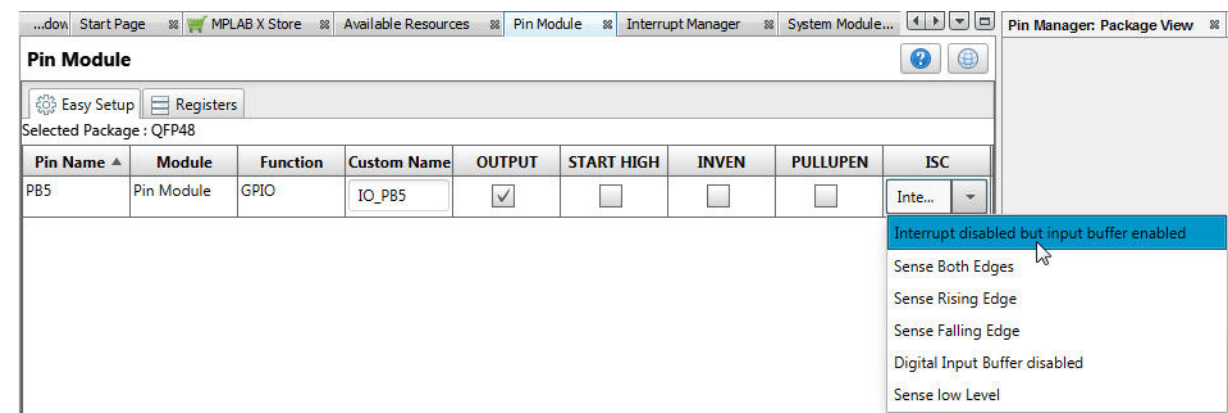 ...dow Start Page MPLAB X Store Available Resources Pin Module Interrupt Manager System Module... Pin Manager: Package View
Pin Module
Easy Setup Registers
Selected Package : QFP48
Pin Name Module Function Custom Name OUTPUT START HIGH INVEN PULLUPEN ISC
PB5 Pin Module GPIO IO_PB5 Inte...
Interrupt disabled but input buffer enabled
Sense Both Edges
Sense Rising Edge
Sense Falling Edge
Digital Input Buffer disabled
Sense low Level